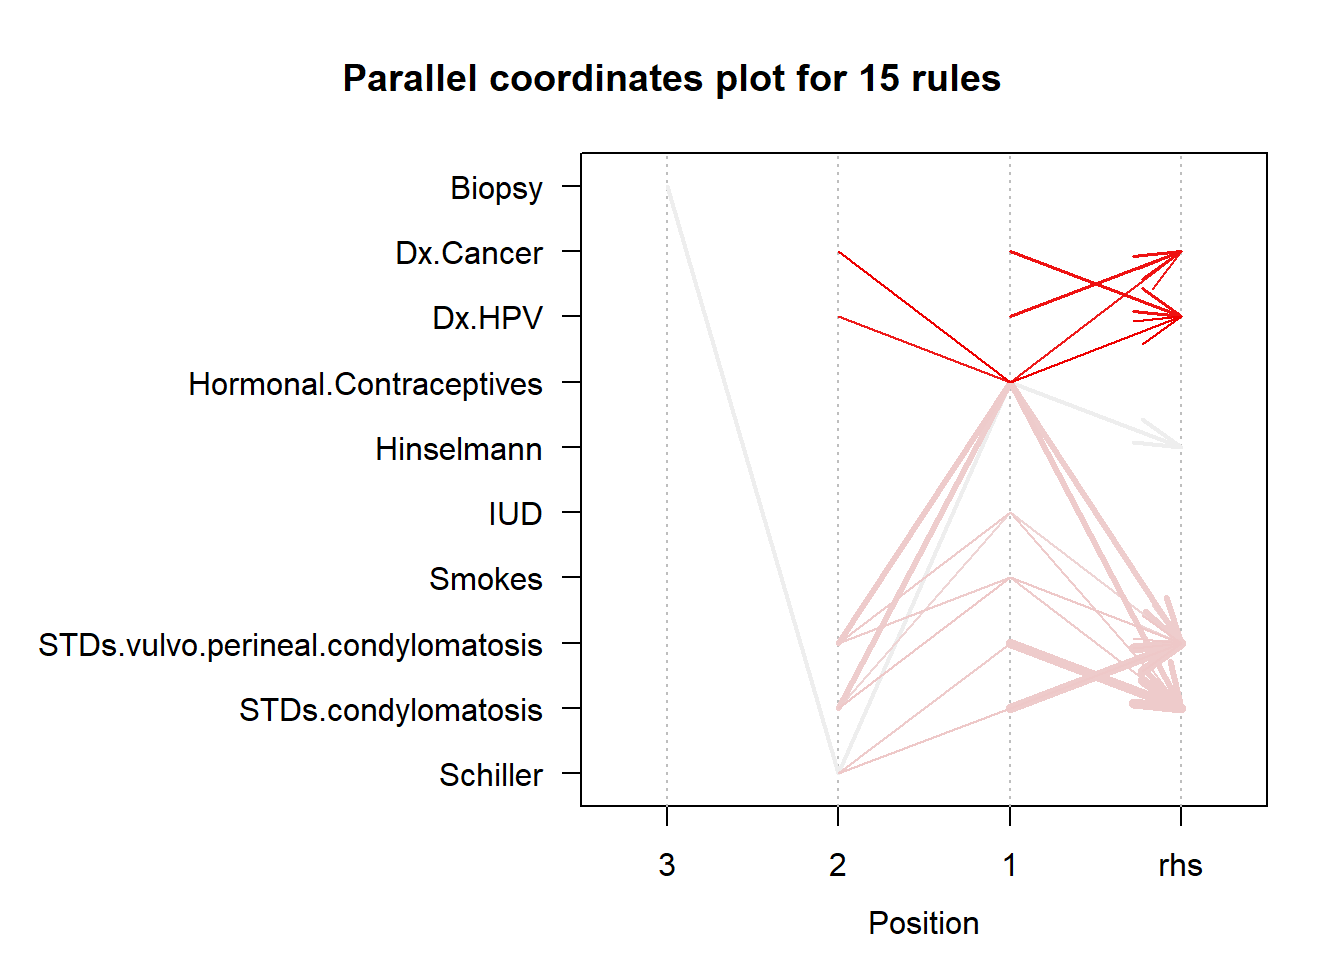 Parallel coordinates plot for 15 rules
Biopsy
Dx.Cancer
Dx.HPV
Hormonal.Contraceptives
Hinselmann
IUD
Smokes
STDs.vulvo.perineal.condylomatosis
STDs.condylomatosis
Schiller
3 2 1 rhs
Position